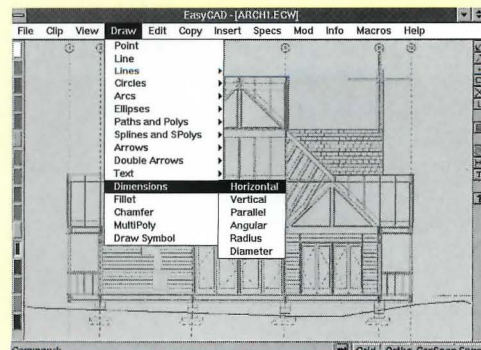 EasyCAD - [ARCH1.ECW]
File Clip View Draw Edit Copy Insert Specs Mod Info Macros Help
Point
Line
Lines
Circles
Arcs
Ellipses
Paths and Polys
Splines and SPolys
Arrows
Double Arrows
Text
Dimensions
Fillet
Chamfer
MultiPoly
Draw Symbol
Horizontal
Vertical
Parallel
Angular
Radius
Diameter
Command:
Grid Ortho